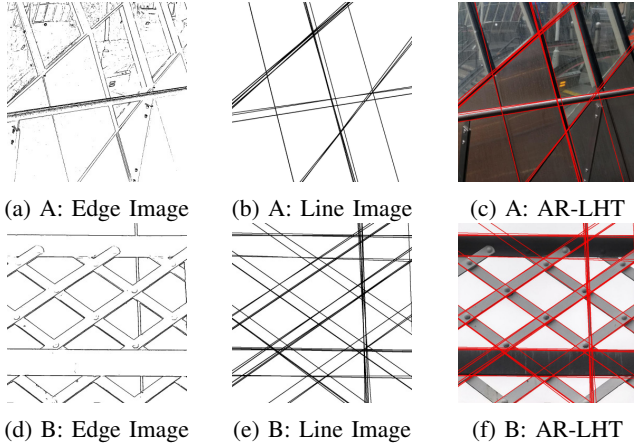 (a) A: Edge Image (b) A: Line Image (c) A: AR-LHT
(d) B: Edge Image (e) B: Line Image (f) B: AR-LHT